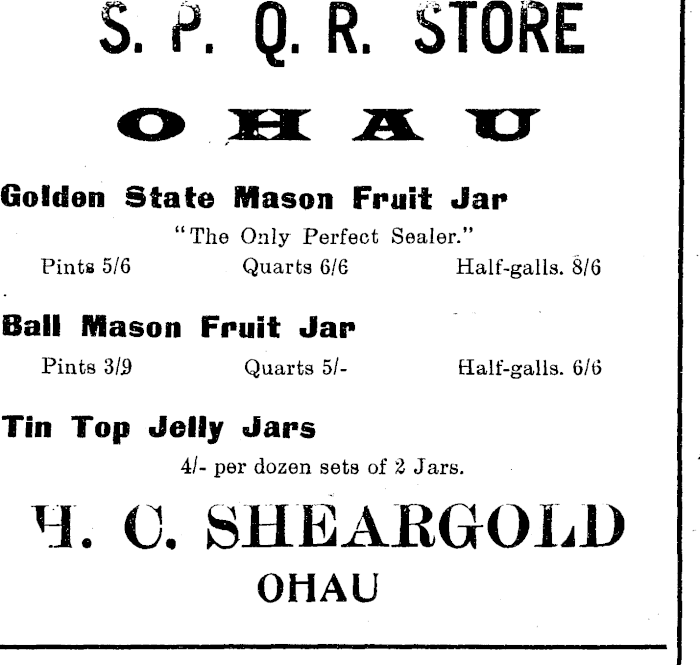 S. P. Q. R. STORE
OHAU
Golden State Mason Fruit Jar
"The Only Perfect Sealer."
Pints 5/6 Quarts 6/6 Half-galls. 8/6
Ball Mason Fruit Jar
Pints 3/9 Quarts 5/- Half-galls. 6/6
Tin Top Jelly Jars
4/- per dozen sets of 2 Jars.
H. C. SHEARGOLD
OHAU